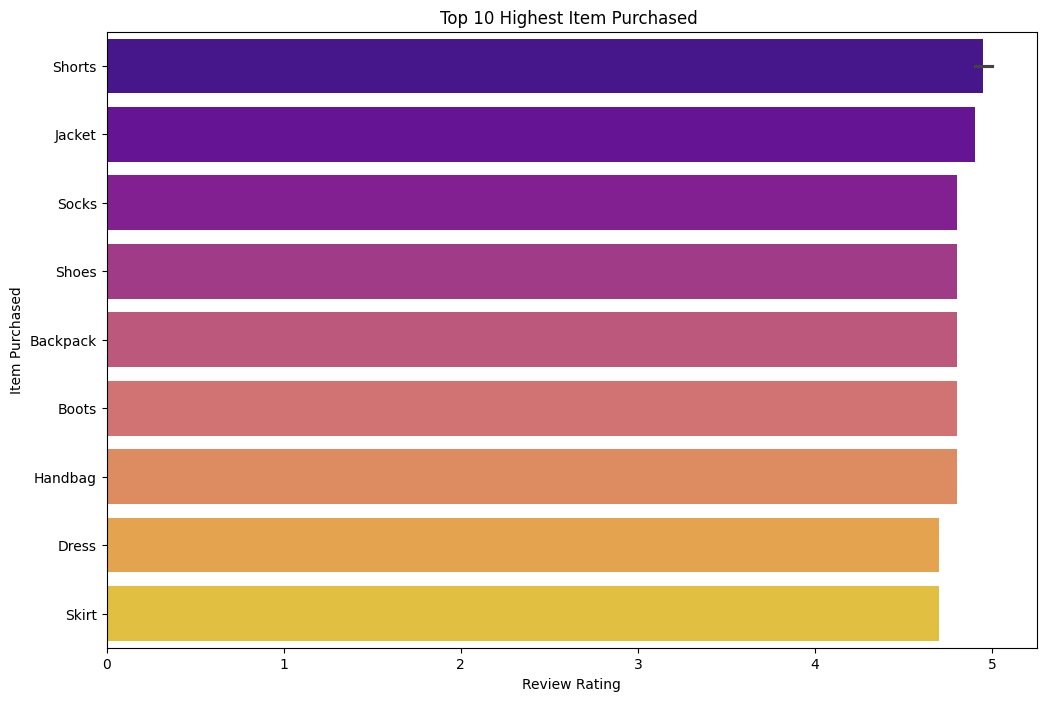 Top 10 Highest Item Purchased
Item Purchased
Shorts
Jacket
Socks
Shoes
Backpack
Boots
Handbag
Dress
Skirt
0 1 2 3 4 5
Review Rating